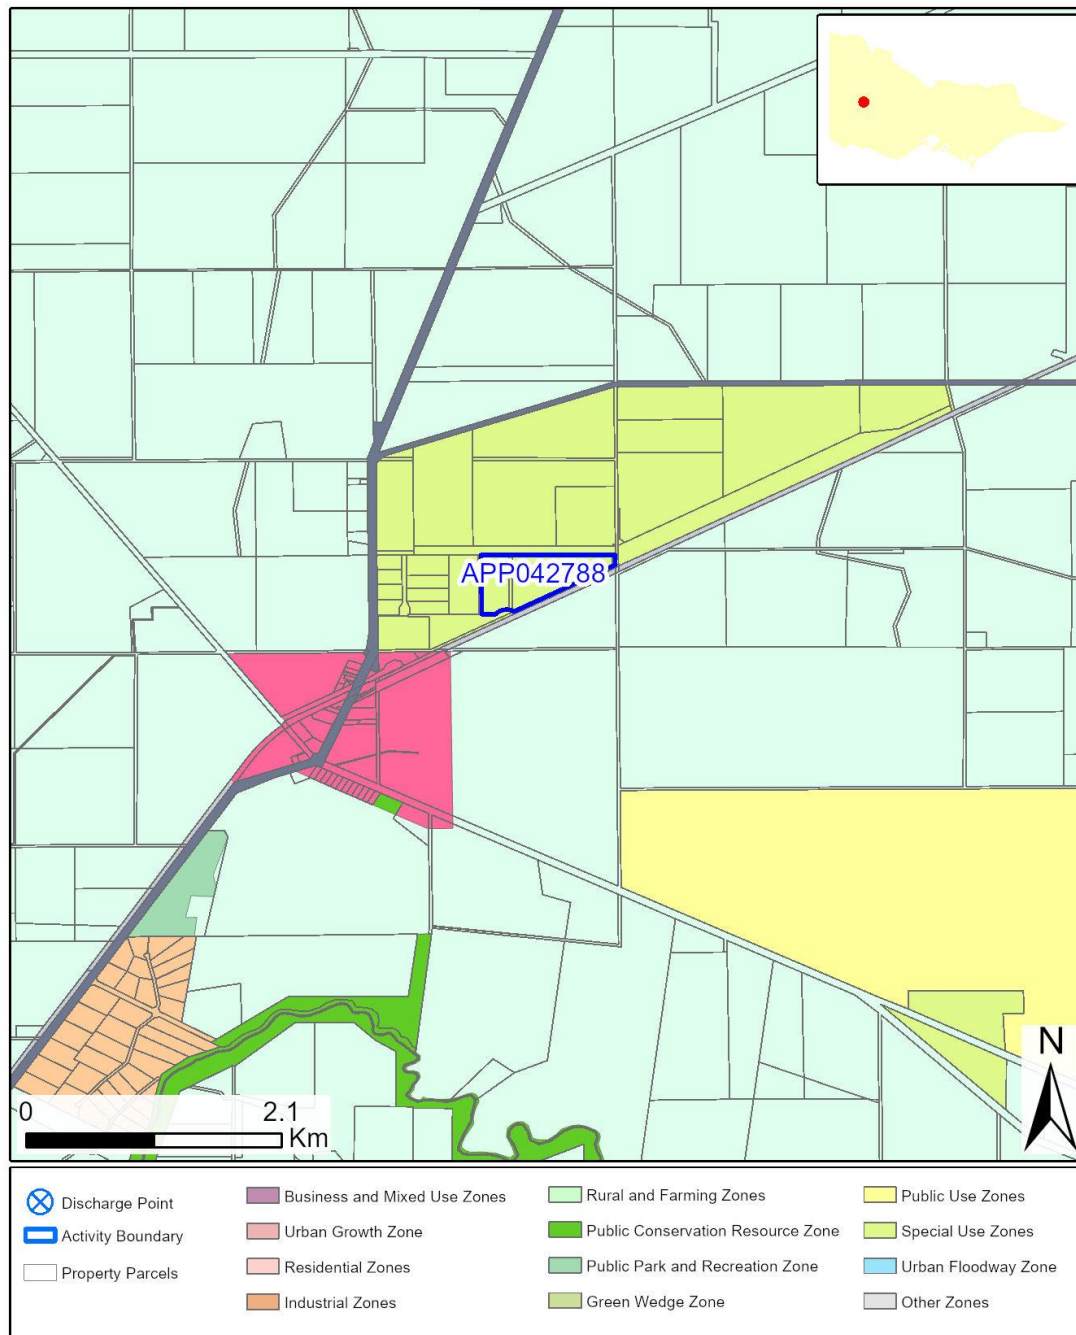 APP042788
N
0 2.1
Km
Discharge Point
Activity Boundary
Property Parcels
Business and Mixed Use Zones
Urban Growth Zone
Residential Zones
Industrial Zones
Rural and Farming Zones
Public Conservation Resource Zone
Public Park and Recreation Zone
Green Wedge Zone
Public Use Zones
Special Use Zones
Urban Floodway Zone
Other Zones